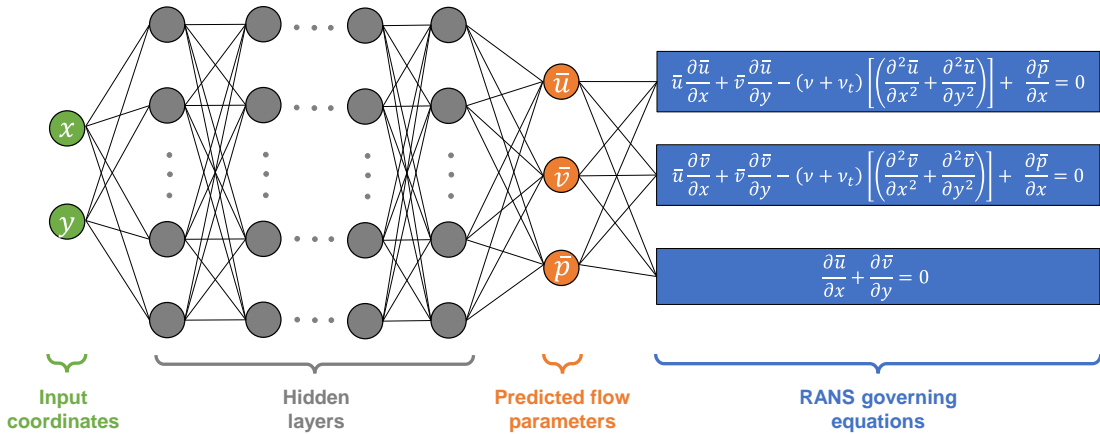 x
y
ū
v̄
p̄
ū ∂ū/∂x + v̄ ∂ū/∂y − (ν + ν_t) [(∂²ū/∂x² + ∂²ū/∂y²)] + ∂p̄/∂x = 0
ū ∂v̄/∂x + v̄ ∂v̄/∂y − (ν + ν_t) [(∂²v̄/∂x² + ∂²v̄/∂y²)] + ∂p̄/∂x = 0
∂ū/∂x + ∂v̄/∂y = 0
Input
coordinates
Hidden
layers
Predicted flow
parameters
RANS governing
equations